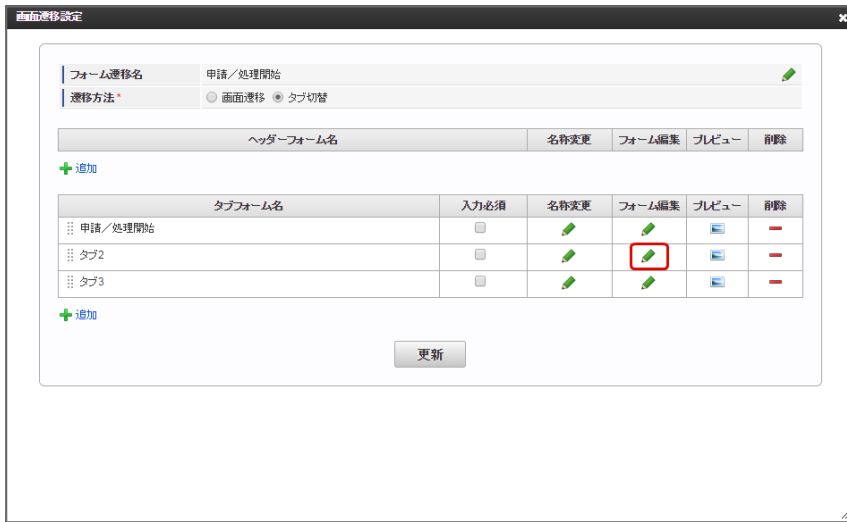 画面遷移設定
フォーム遷移名 申請／処理開始
遷移方法* 画面遷移 タブ切替
ヘッダーフォーム名 名称変更 フォーム編集 プレビュー 削除
追加
タブフォーム名 入力必須 名称変更 フォーム編集 プレビュー 削除
申請／処理開始
タブ2
タブ3
追加
更新